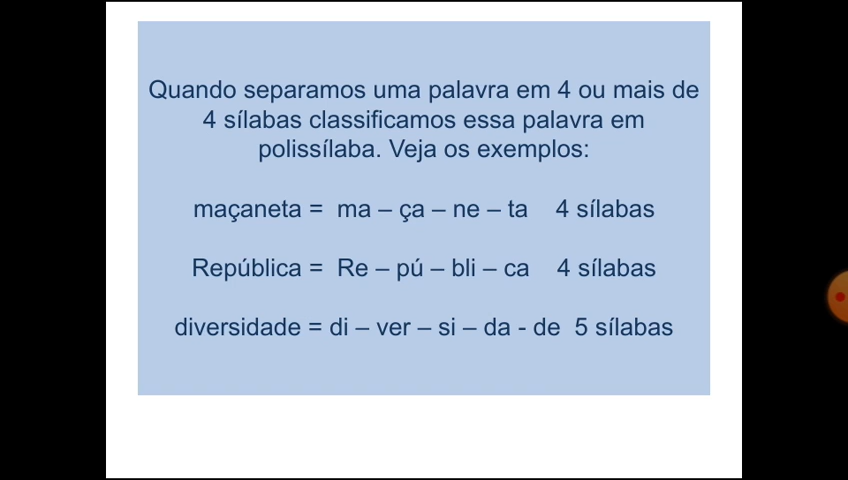 Quando separamos uma palavra em 4 ou mais de
4 sílabas classificamos essa palavra em
polissílaba. Veja os exemplos:
maçaneta = ma – ça – ne – ta 4 sílabas
República = Re – pú – bli – ca 4 sílabas
diversidade = di – ver – si – da - de 5 sílabas